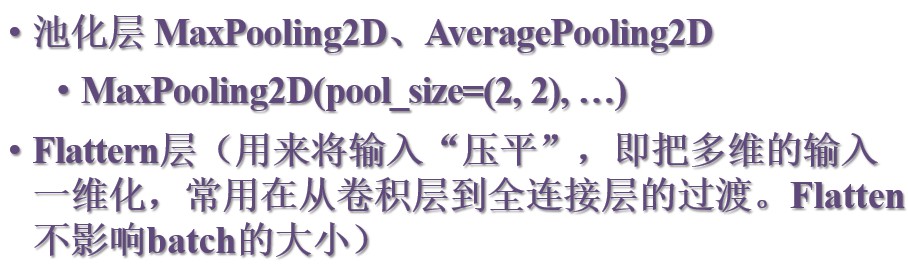 • 池化层 MaxPooling2D、AveragePooling2D
• MaxPooling2D(pool_size=(2, 2), …)
• Flattern层（用来将输入“压平”，即把多维的输入
一维化，常用在从卷积层到全连接层的过渡。Flatten
不影响batch的大小）